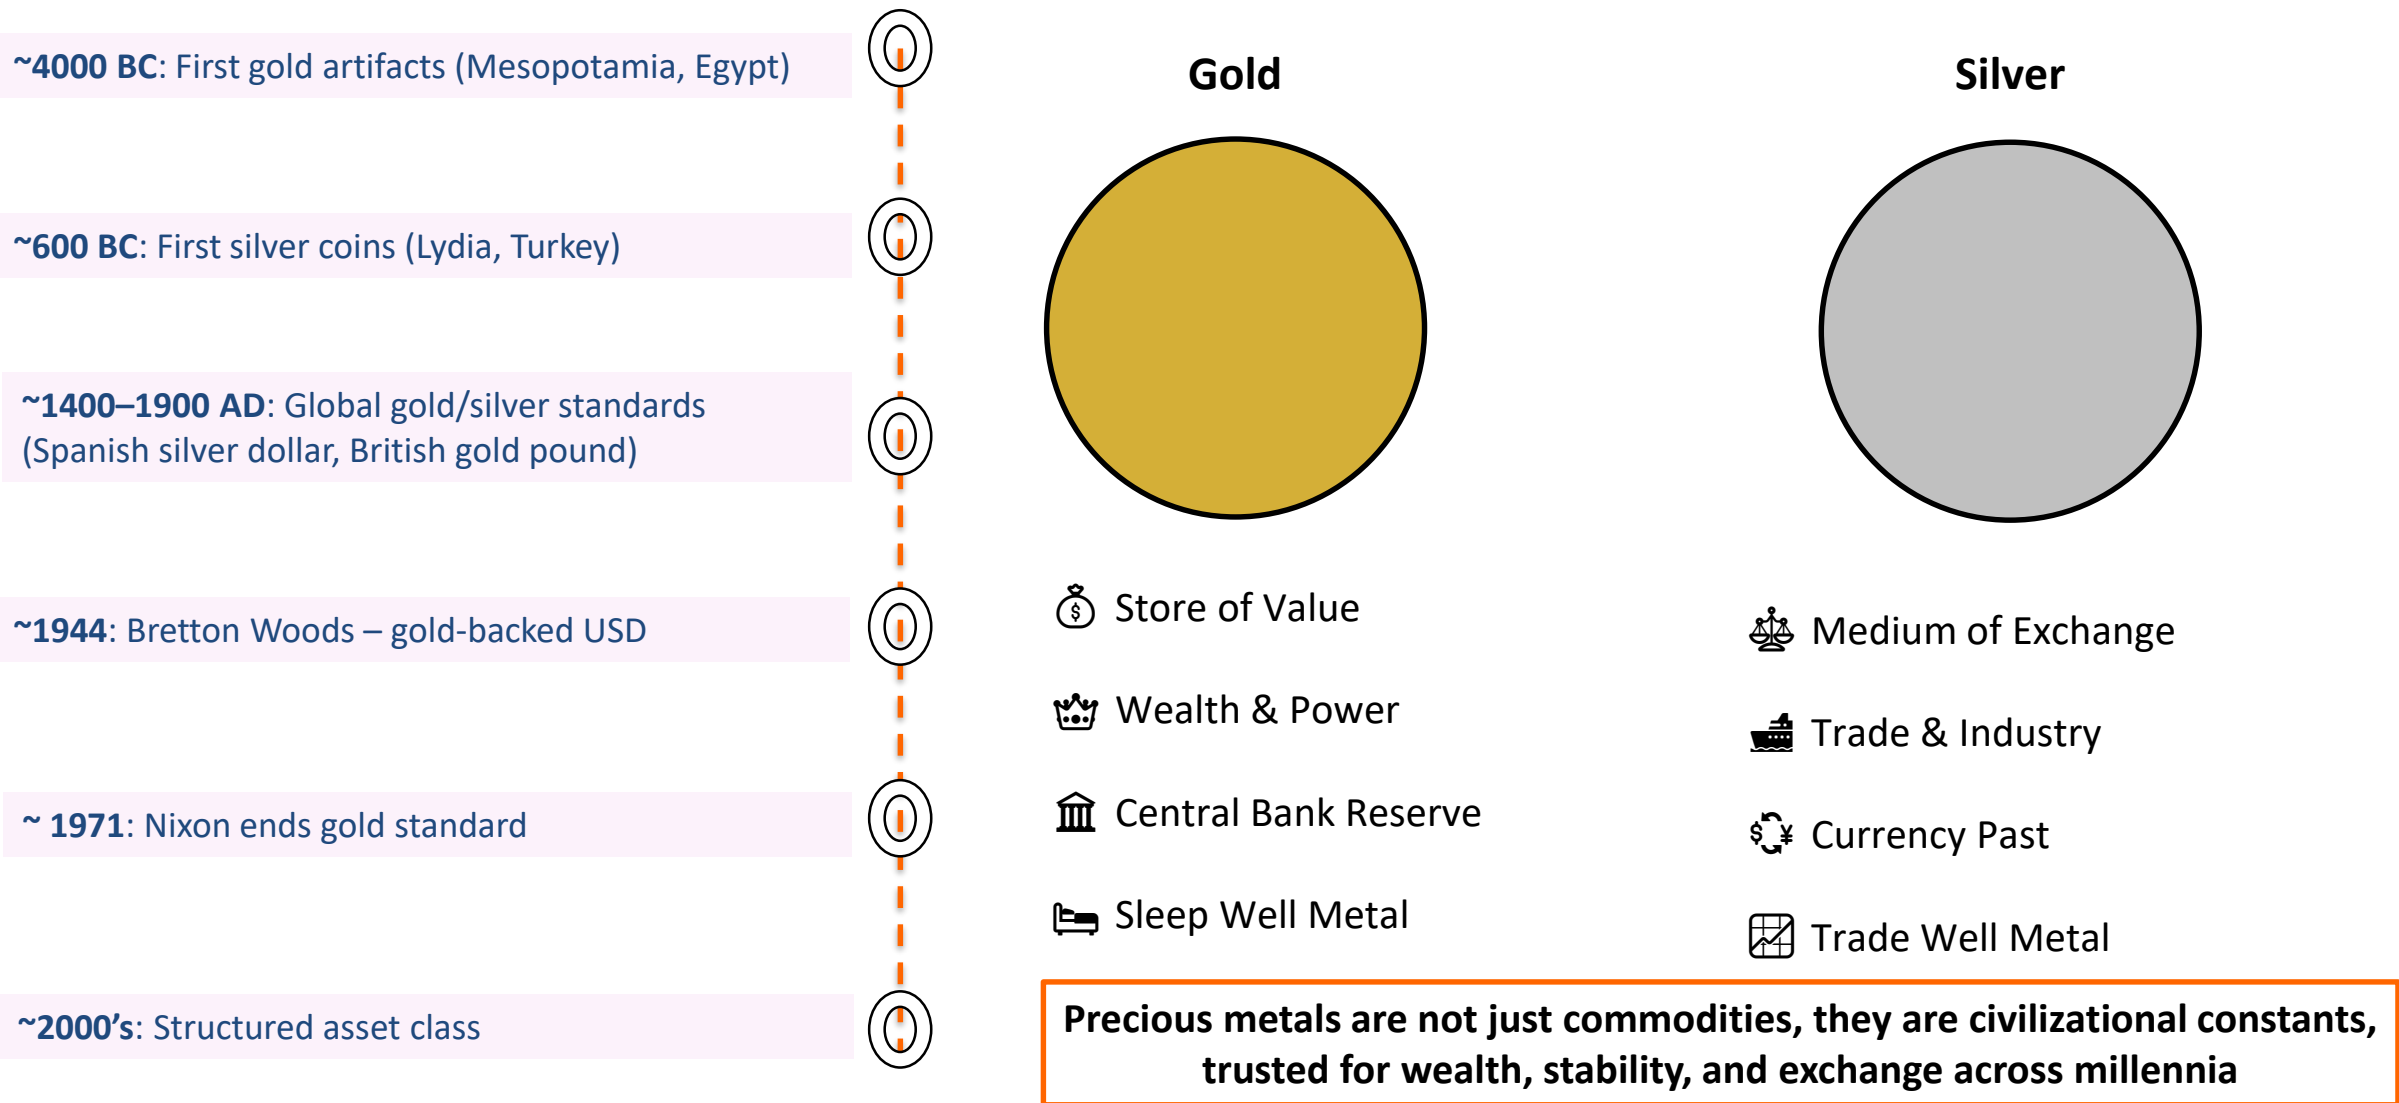 ~4000 BC: First gold artifacts (Mesopotamia, Egypt)
~600 BC: First silver coins (Lydia, Turkey)
~1400–1900 AD: Global gold/silver standards
(Spanish silver dollar, British gold pound)
~1944: Bretton Woods – gold-backed USD
~ 1971: Nixon ends gold standard
~2000’s: Structured asset class
Gold
Store of Value
Wealth & Power
Central Bank Reserve
Sleep Well Metal
Silver
Medium of Exchange
Trade & Industry
Currency Past
Trade Well Metal
Precious metals are not just commodities, they are civilizational constants,
trusted for wealth, stability, and exchange across millennia